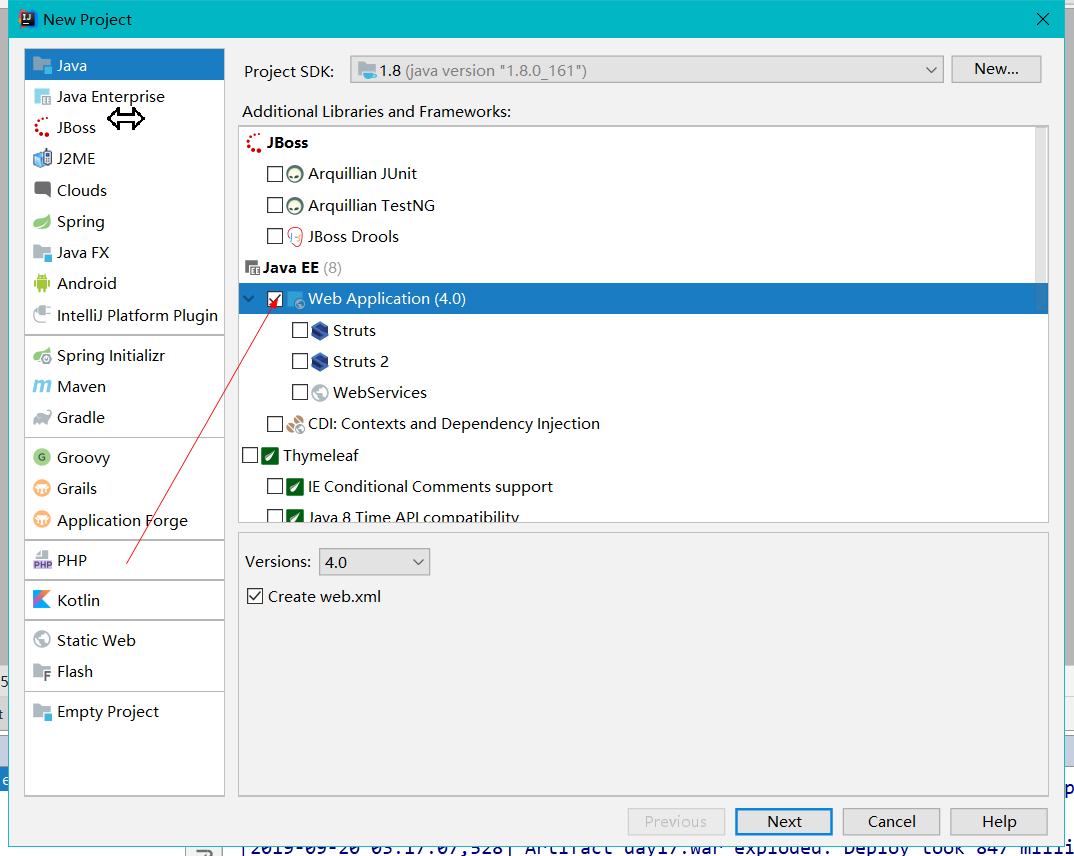 New Project
Java
Java Enterprise
JBoss
J2ME
Clouds
Spring
Java FX
Android
IntelliJ Platform Plugin
Spring Initializr
Maven
Gradle
Groovy
Grails
Application Forge
PHP
Kotlin
Static Web
Flash
Empty Project
Project SDK: 1.8 (java version "1.8.0_161") New...
Additional Libraries and Frameworks:
JBoss
Arquillian JUnit
Arquillian TestNG
JBoss Drools
Java EE (8)
Web Application (4.0)
Struts
Struts 2
WebServices
CDI: Contexts and Dependency Injection
Thymeleaf
IE Conditional Comments support
Java 8 Time API compatibility
Versions: 4.0
Create web.xml
Previous Next Cancel Help
[2019-09-20 03:17:07,528] Artifact day17:war exploded: Deploy took 847 milli